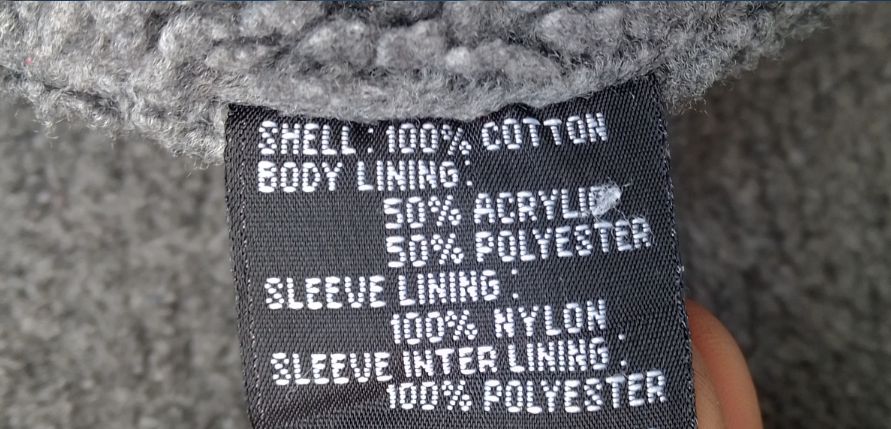 SHELL: 100% COTTON
BODY LINING:
50% ACRYLIC
50% POLYESTER
SLEEVE LINING :
100% NYLON
SLEEVE INTER LINING :
100% POLYESTER